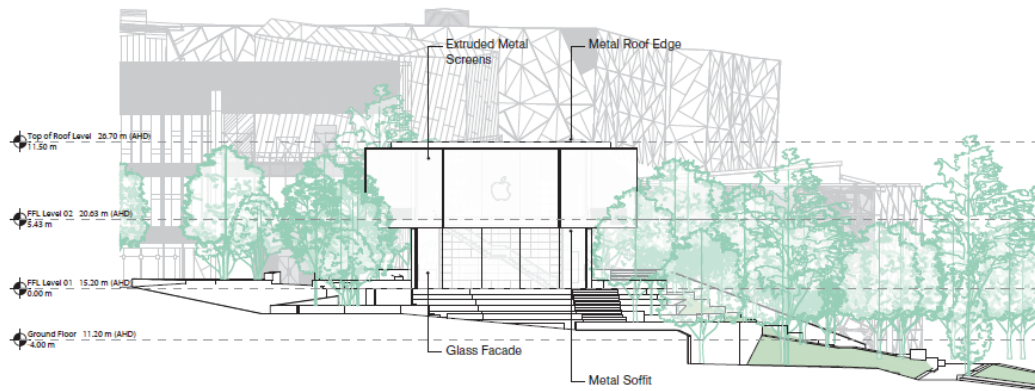 Extruded Metal
Screens
Metal Roof Edge
Top of Roof Level 26.70 m (AHD)
11.50 m
FFL Level 02 20.63 m (AHD)
5.43 m
FFL Level 01 15.20 m (AHD)
0.00 m
Ground Floor 11.20 m (AHD)
-4.00 m
Glass Facade
Metal Soffit